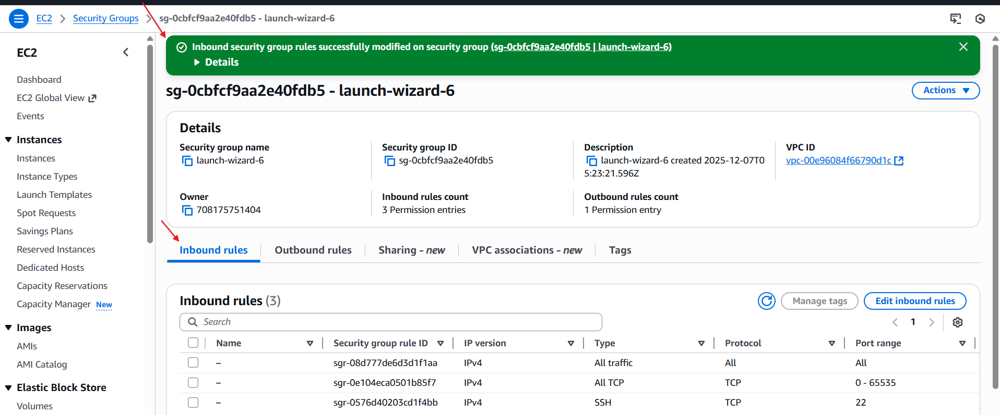 EC2 > Security Groups > sg-0cbfcf9aa2e40fdb5 - launch-wizard-6
EC2
Dashboard
EC2 Global View
Events
Instances
Instances
Instance Types
Launch Templates
Spot Requests
Savings Plans
Reserved Instances
Dedicated Hosts
Capacity Reservations
Capacity Manager New
Images
AMIs
AMI Catalog
Elastic Block Store
Volumes
Inbound security group rules successfully modified on security group (sg-0cbfcf9aa2e40fdb5 | launch-wizard-6)
Details
sg-0cbfcf9aa2e40fdb5 - launch-wizard-6
Actions
Details
Security group name
launch-wizard-6
Security group ID
sg-0cbfcf9aa2e40fdb5
Description
launch-wizard-6 created 2025-12-07T0
5:23:21.596Z
VPC ID
vpc-00e96084f66790d1c
Owner
708175751404
Inbound rules count
3 Permission entries
Outbound rules count
1 Permission entry
Inbound rules Outbound rules Sharing - new VPC associations - new Tags
Inbound rules (3)
Manage tags Edit inbound rules
Search
1
Name Security group rule ID IP version Type Protocol Port range
– sgr-08d777de6d3d1f1aa IPv4 All traffic All All
– sgr-0e104eca0501b85f7 IPv4 All TCP TCP 0 - 65535
– sgr-0576d40203cd1f4bb IPv4 SSH TCP 22